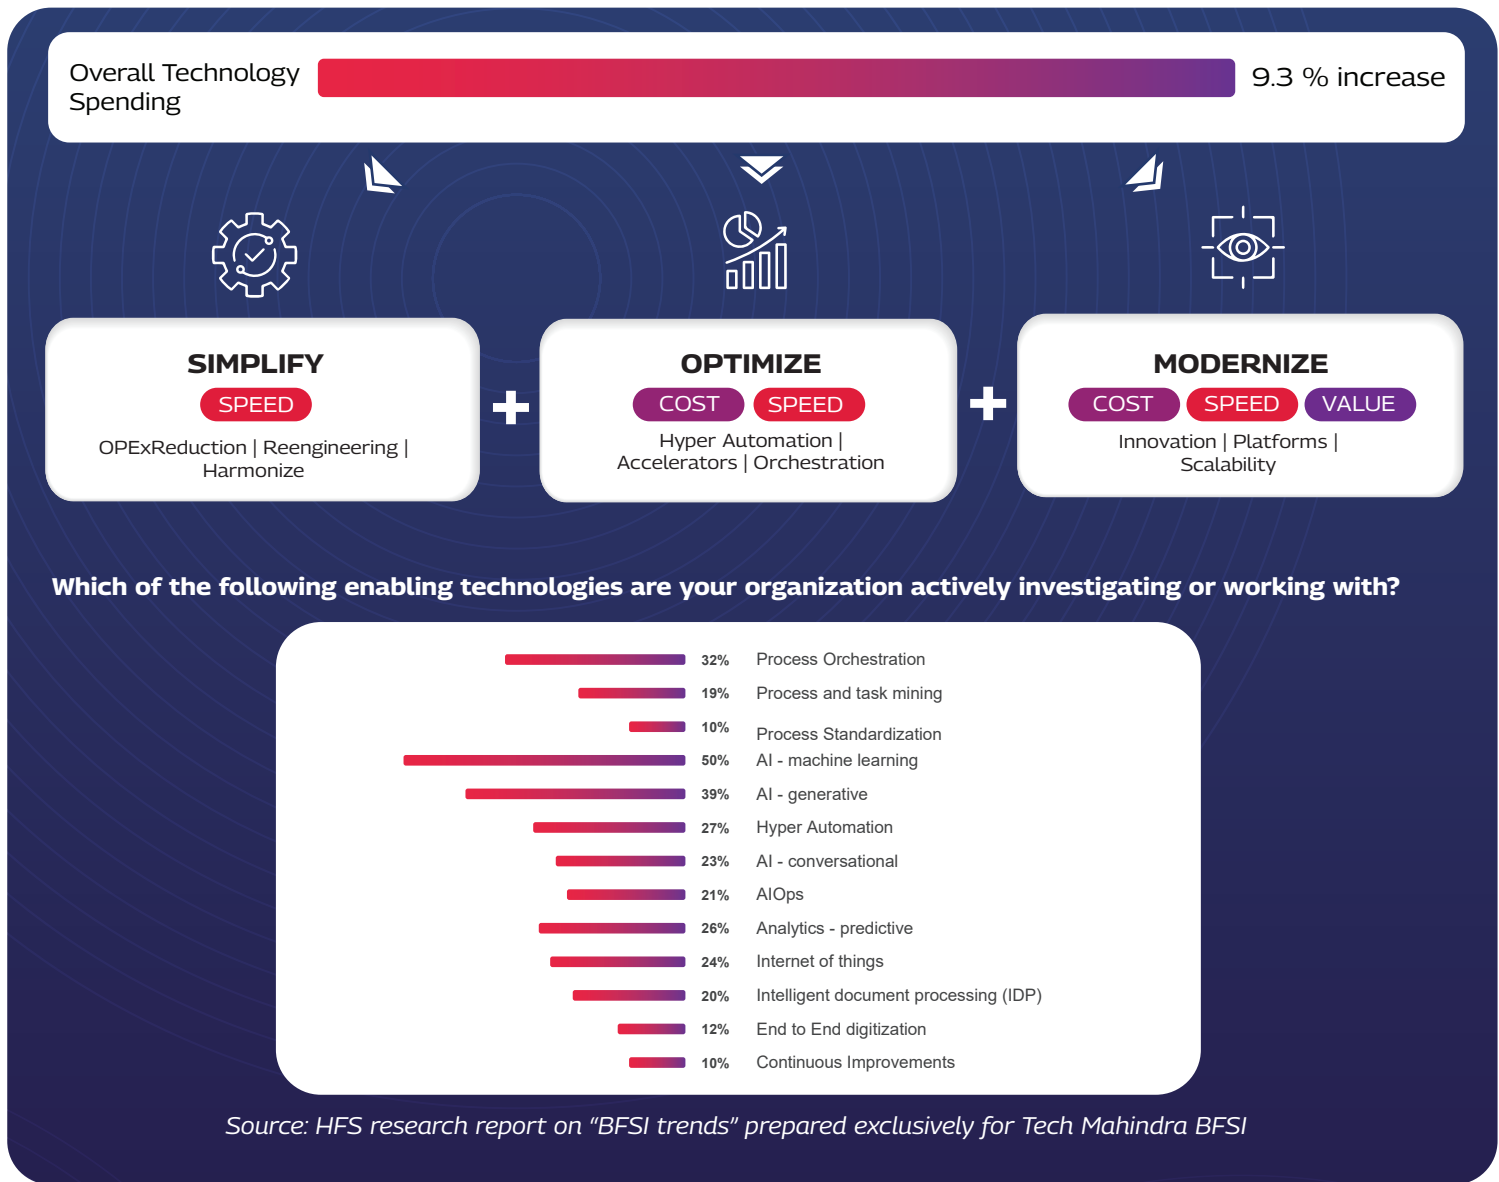 Overall Technology
Spending
9.3 % increase
SIMPLIFY
SPEED
OPExReduction | Reengineering |
Harmonize
OPTIMIZE
COST SPEED
Hyper Automation |
Accelerators | Orchestration
MODERNIZE
COST SPEED VALUE
Innovation | Platforms |
Scalability
Which of the following enabling technologies are your organization actively investigating or working with?
32% Process Orchestration
19% Process and task mining
10% Process Standardization
50% AI - machine learning
39% AI - generative
27% Hyper Automation
23% AI - conversational
21% AIOps
26% Analytics - predictive
24% Internet of things
20% Intelligent document processing (IDP)
12% End to End digitization
10% Continuous Improvements
Source: HFS research report on “BFSI trends” prepared exclusively for Tech Mahindra BFSI